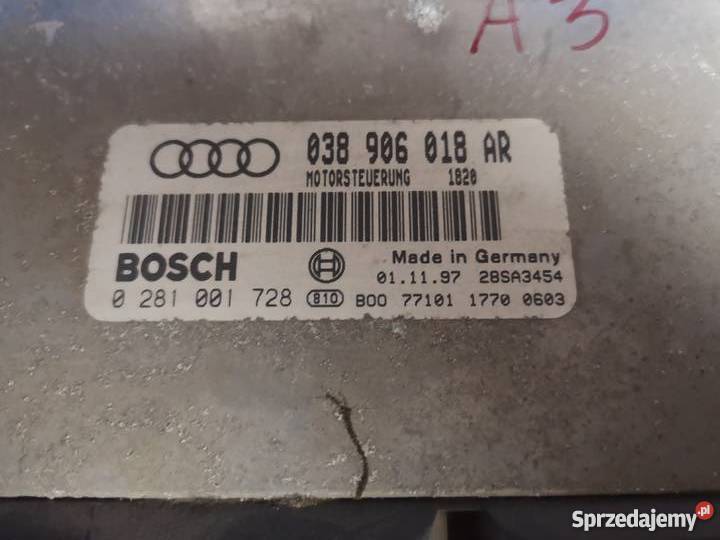 A3
038 906 018 AR
MOTORSTEUERUNG 1820
BOSCH Made in Germany
01.11.97 28SA3454
0 281 001 728 810 B00 77101 1770 0603
Sprzedajemy.pl